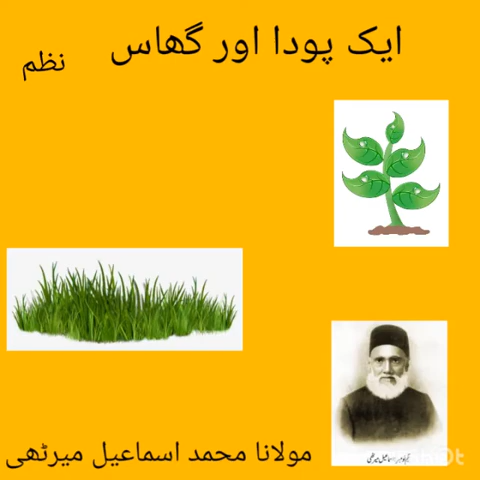 ایک پودا اور گھاس
نظم
مولانا محمد اسماعیل میرٹھی